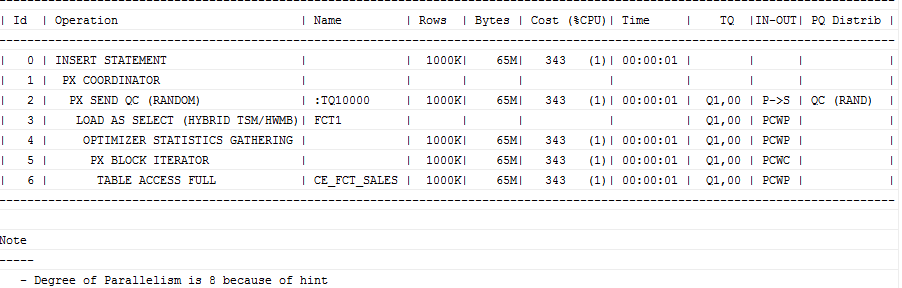 ---------------------------------------------------------------------------------------------------------------------------------
| Id  | Operation                          | Name         | Rows  | Bytes | Cost (%CPU)| Time     |    TQ  |IN-OUT| PQ Distrib |
---------------------------------------------------------------------------------------------------------------------------------
|   0 | INSERT STATEMENT                   |              |  1000K|    65M|   343   (1)| 00:00:01 |        |      |            |
|   1 |  PX COORDINATOR                    |              |       |       |            |          |        |      |            |
|   2 |   PX SEND QC (RANDOM)              | :TQ10000     |  1000K|    65M|   343   (1)| 00:00:01 |  Q1,00 | P->S | QC (RAND)  |
|   3 |    LOAD AS SELECT (HYBRID TSM/HWMB)| FCT1         |       |       |            |          |  Q1,00 | PCWP |            |
|   4 |     OPTIMIZER STATISTICS GATHERING |              |  1000K|    65M|   343   (1)| 00:00:01 |  Q1,00 | PCWP |            |
|   5 |      PX BLOCK ITERATOR             |              |  1000K|    65M|   343   (1)| 00:00:01 |  Q1,00 | PCWC |            |
|   6 |       TABLE ACCESS FULL            | CE_FCT_SALES |  1000K|    65M|   343   (1)| 00:00:01 |  Q1,00 | PCWP |            |
---------------------------------------------------------------------------------------------------------------------------------
Note
-----
   - Degree of Parallelism is 8 because of hint